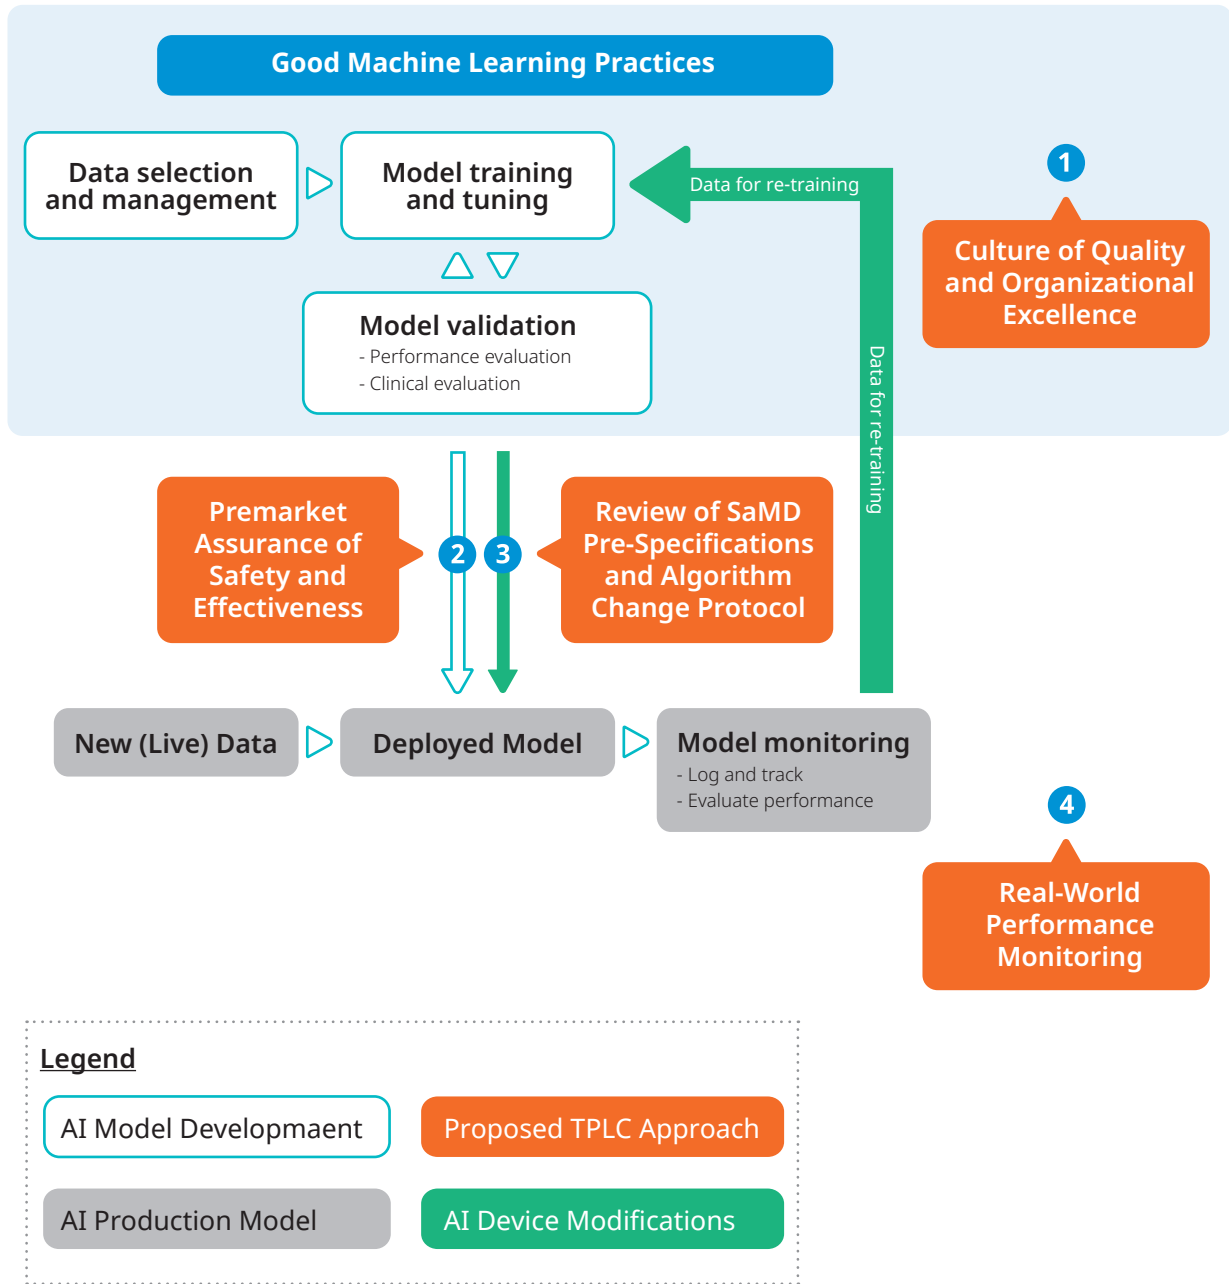 Good Machine Learning Practices
Data selection
and management
Model training
and tuning
Data for re-training
1
Culture of Quality
and Organizational
Excellence
Model validation
- Performance evaluation
- Clinical evaluation
Data for re-training
Premarket
Assurance of
Safety and
Effectiveness
2
3
Review of SaMD
Pre-Specifications
and Algorithm
Change Protocol
New (Live) Data
Deployed Model
Model monitoring
- Log and track
- Evaluate performance
4
Real-World
Performance
Monitoring
Legend
AI Model Developmaent
Proposed TPLC Approach
AI Production Model
AI Device Modifications